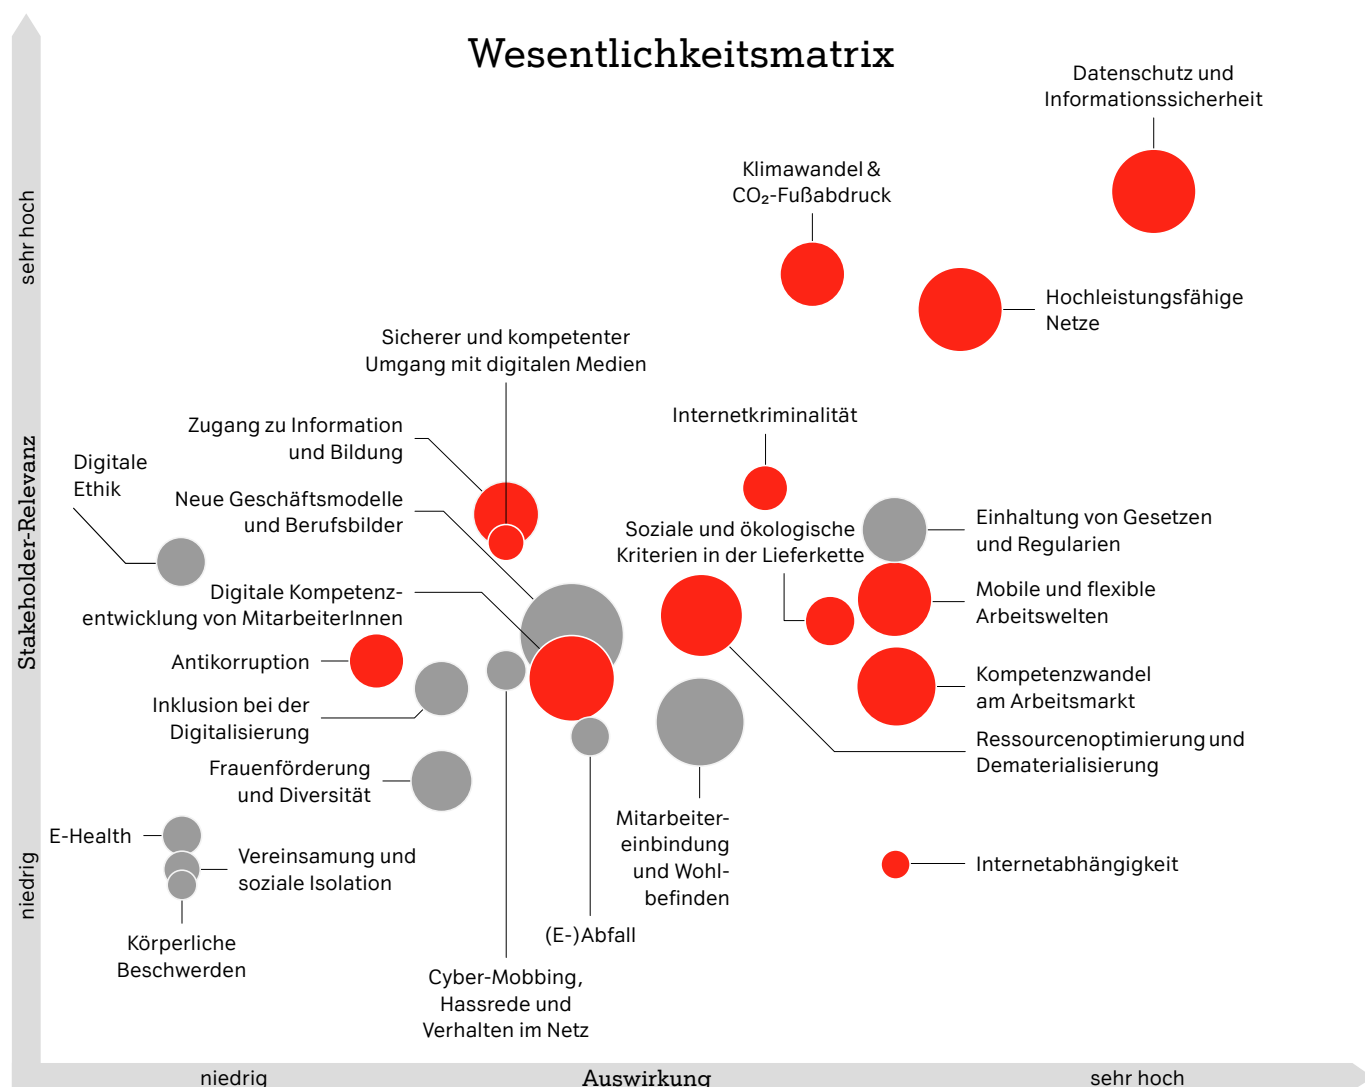 Wesentlichkeitsmatrix
Datenschutz und
Informationssicherheit
Klimawandel &
CO₂-Fußabdruck
sehr hoch
Hochleistungsfähige
Netze
Sicherer und kompetenter
Umgang mit digitalen Medien
Internetkriminalität
Zugang zu Information
und Bildung
Digitale
Ethik
Neue Geschäftsmodelle
und Berufsbilder
Soziale und ökologische
Kriterien in der Lieferkette
Einhaltung von Gesetzen
und Regularien
Stakeholder-Relevanz
Digitale Kompetenz-
entwicklung von MitarbeiterInnen
Mobile und flexible
Arbeitswelten
Antikorruption
Kompetenzwandel
am Arbeitsmarkt
Inklusion bei der
Digitalisierung
Ressourcenoptimierung und
Dematerialisierung
Frauenförderung
und Diversität
Mitarbeiter-
einbindung
und Wohl-
befinden
E-Health
Vereinsamung und
soziale Isolation
Internetabhängigkeit
niedrig
Körperliche
Beschwerden
(E-)Abfall
Cyber-Mobbing,
Hassrede und
Verhalten im Netz
niedrig
Auswirkung
sehr hoch